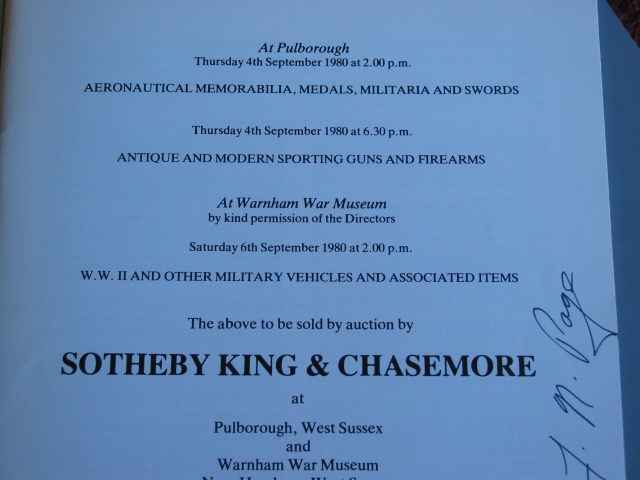 At Pulborough
Thursday 4th September 1980 at 2.00 p.m.
AERONAUTICAL MEMORABILIA, MEDALS, MILITARIA AND SWORDS
Thursday 4th September 1980 at 6.30 p.m.
ANTIQUE AND MODERN SPORTING GUNS AND FIREARMS
At Warnham War Museum
by kind permission of the Directors
Saturday 6th September 1980 at 2.00 p.m.
W.W. II AND OTHER MILITARY VEHICLES AND ASSOCIATED ITEMS
The above to be sold by auction by
SOTHEBY KING & CHASEMORE
at
Pulborough, West Sussex
and
Warnham War Museum
N. Page